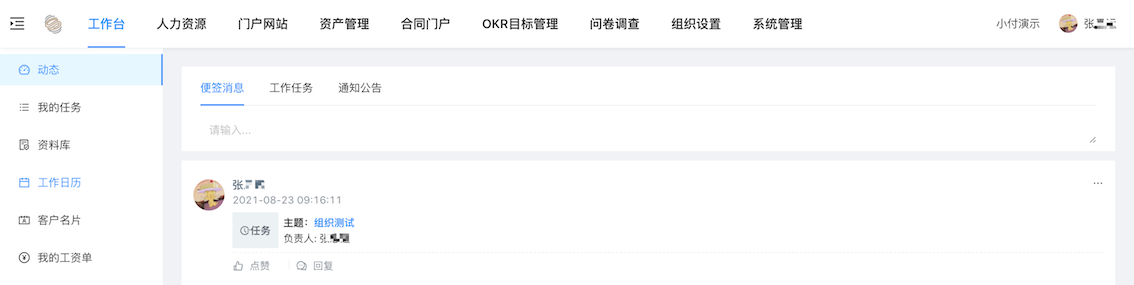 工作台 人力资源 门户网站 资产管理 合同门户 OKR目标管理 问卷调查 组织设置 系统管理 小付演示 张
动态
我的任务
资料库
工作日历
客户名片
我的工资单
便签消息 工作任务 通知公告
请输入...
张
2021-08-23 09:16:11
任务
主题：组织测试
负责人: 张
点赞 回复